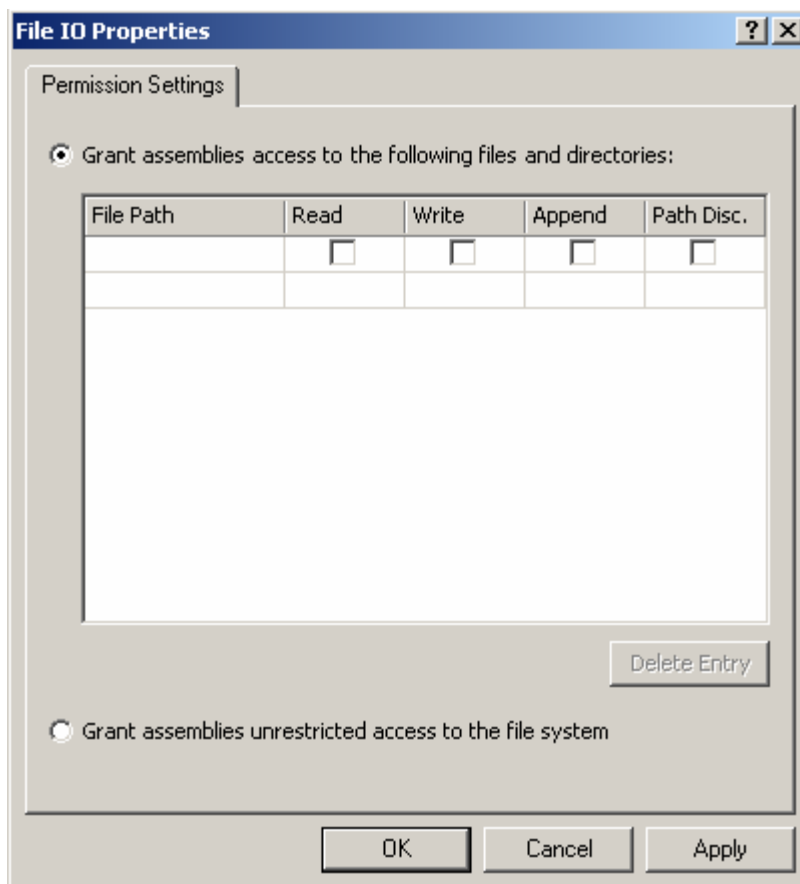 File IO Properties
Permission Settings
Grant assemblies access to the following files and directories:
File Path Read Write Append Path Disc.
Delete Entry
Grant assemblies unrestricted access to the file system
OK Cancel Apply